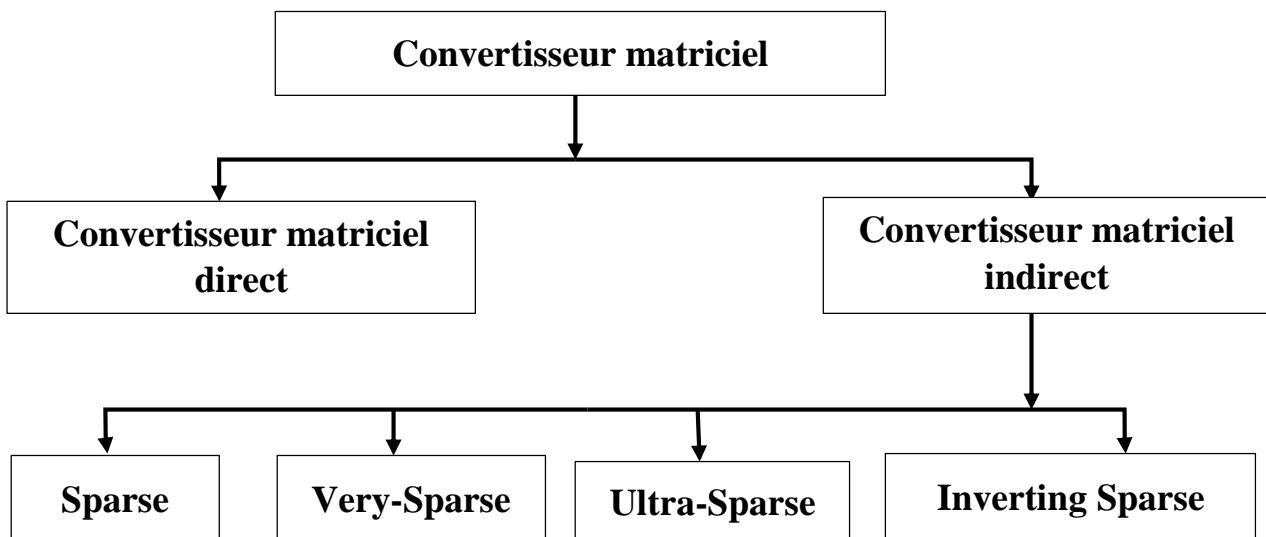 Convertisseur matriciel
Convertisseur matriciel
direct
Convertisseur matriciel
indirect
Sparse
Very-Sparse
Ultra-Sparse
Inverting Sparse